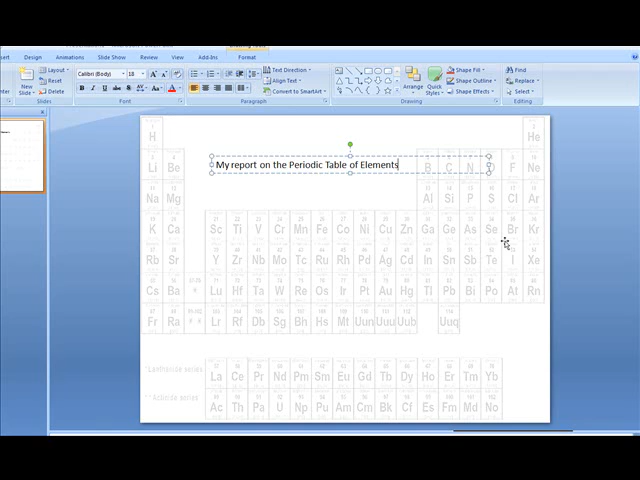 Design Animations Slide Show Review View Add-Ins Format
Layout Calibri (Body) 18 Text Direction Shape Fill Find
Reset Align Text Shape Outline Replace
New Slide Delete Convert to SmartArt Arrange Quick Styles Shape Effects Select
Slides Font Paragraph Drawing Editing
H He
My report on the Periodic Table of Elements
Li Be B C N O F Ne
Na Mg Al Si P S Cl Ar
K Ca Sc Ti V Cr Mn Fe Co Ni Cu Zn Ga Ge As Se Br Kr
Rb Sr Y Zr Nb Mo Tc Ru Rh Pd Ag Cd In Sn Sb Te I Xe
Cs Ba Lu Hf Ta W Re Os Ir Pt Au Hg Tl Pb Bi Po At Rn
Fr Ra Lr Rf Db Sg Bh Hs Mt Uun Uuu Uub Uuq
*Lanthanide series La Ce Pr Nd Pm Sm Eu Gd Tb Dy Ho Er Tm Yb
**Actinide series Ac Th Pa U Np Pu Am Cm Bk Cf Es Fm Md No